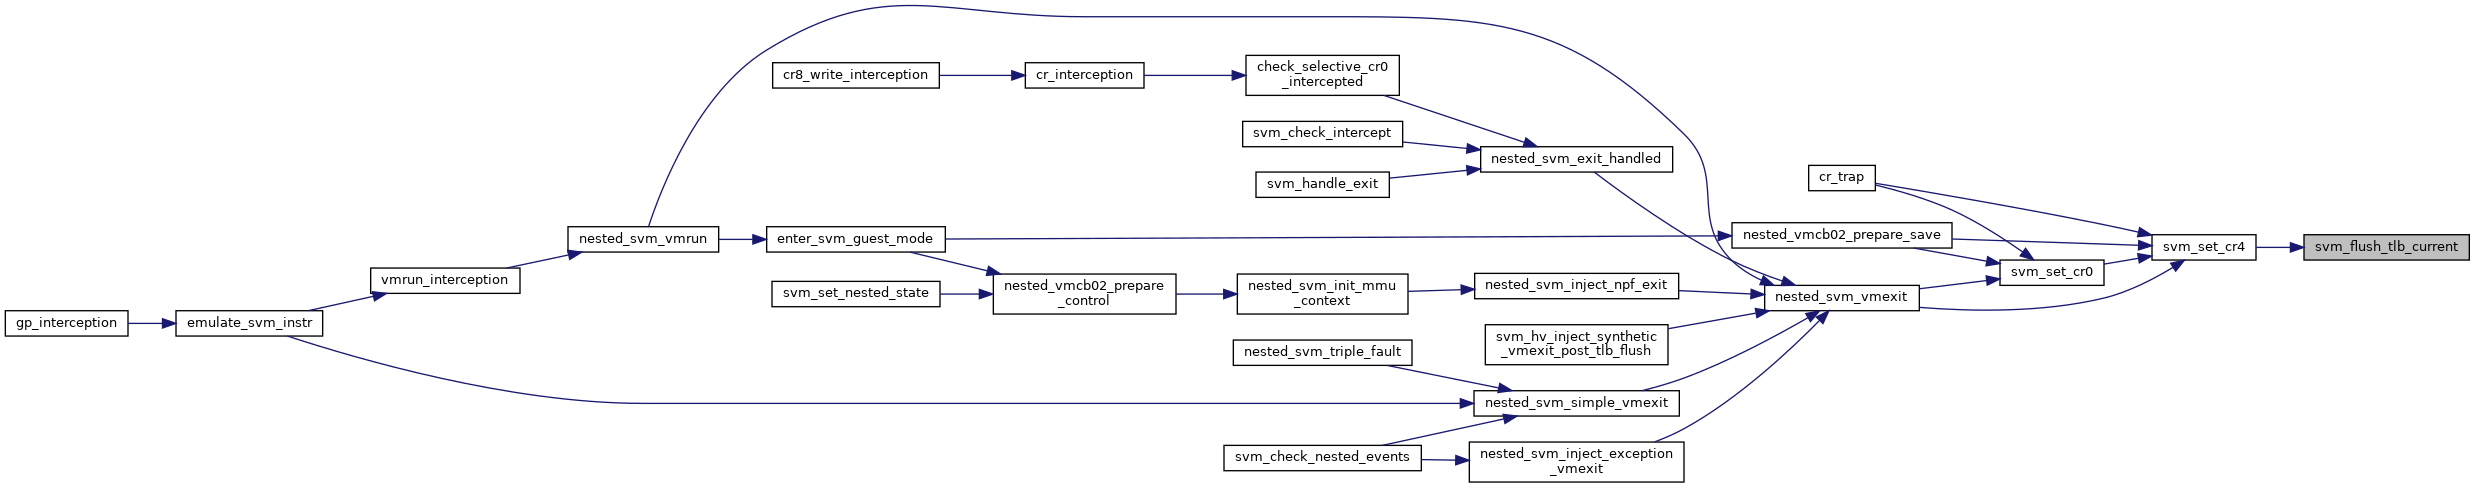 cr8_write_interception
cr_interception
check_selective_cr0
_intercepted
svm_check_intercept
nested_svm_exit_handled
svm_handle_exit
cr_trap
nested_svm_vmrun
enter_svm_guest_mode
nested_vmcb02_prepare_save
svm_set_cr4
svm_flush_tlb_current
svm_set_cr0
vmrun_interception
svm_set_nested_state
nested_vmcb02_prepare
_control
nested_svm_init_mmu
_context
nested_svm_inject_npf_exit
nested_svm_vmexit
gp_interception
emulate_svm_instr
svm_hv_inject_synthetic
_vmexit_post_tlb_flush
nested_svm_triple_fault
nested_svm_simple_vmexit
svm_check_nested_events
nested_svm_inject_exception
_vmexit